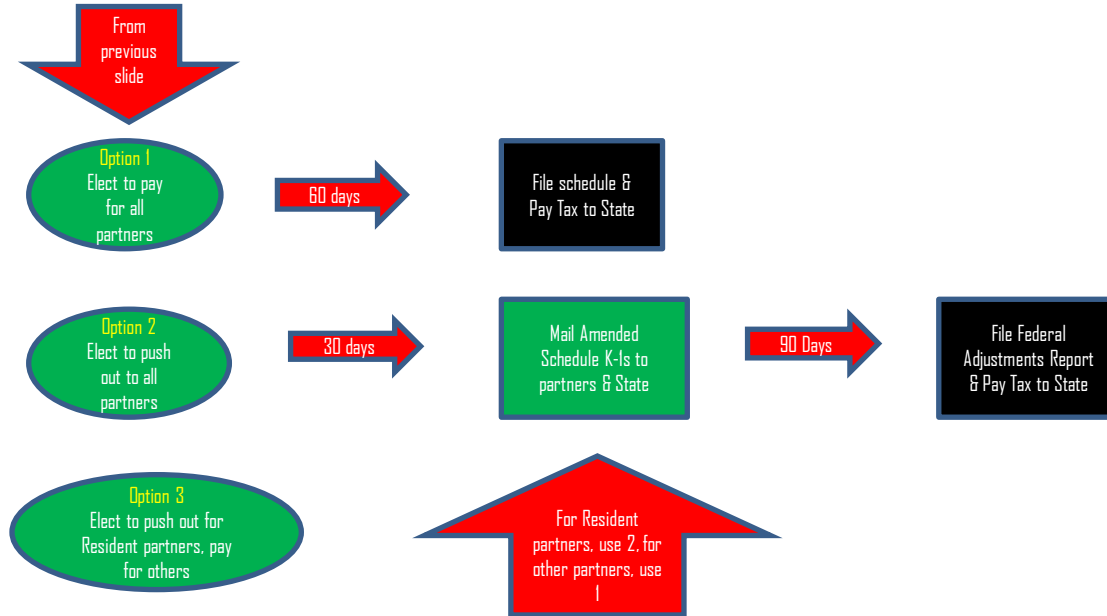 From
previous
slide
Option 1
Elect to pay
for all
partners
60 days
File schedule &
Pay Tax to State
Option 2
Elect to push
out to all
partners
30 days
Mail Amended
Schedule K-1s to
partners & State
90 Days
File Federal
Adjustments Report
& Pay Tax to State
Option 3
Elect to push out for
Resident partners, pay
for others
For Resident
partners, use 2, for
other partners, use
1